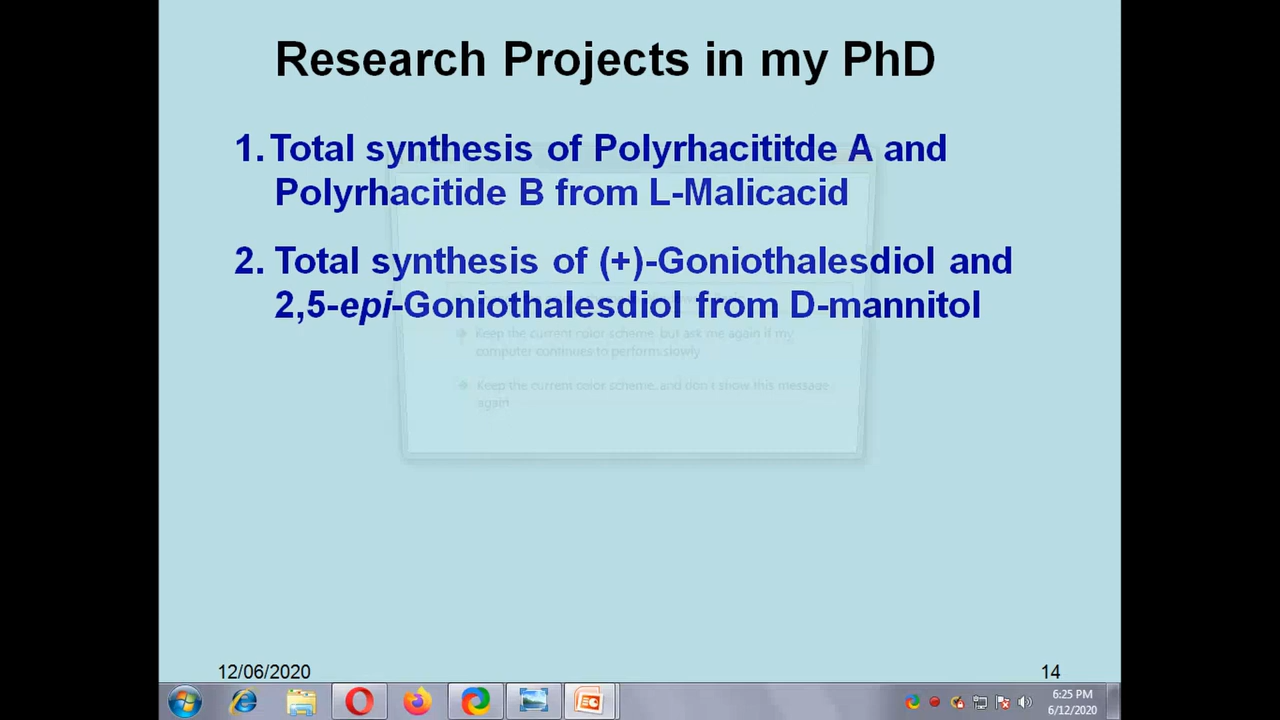 Research Projects in my PhD
1. Total synthesis of Polyrhacititde A and
Polyrhacitide B from L-Malicacid
2. Total synthesis of (+)-Goniothalesdiol and
2,5-epi-Goniothalesdiol from D-mannitol
Keep the current color scheme, but ask me again if my
computer continues to perform slowly
Keep the current color scheme, and don't show this message
again
12/06/2020
14
6:25 PM
6/12/2020